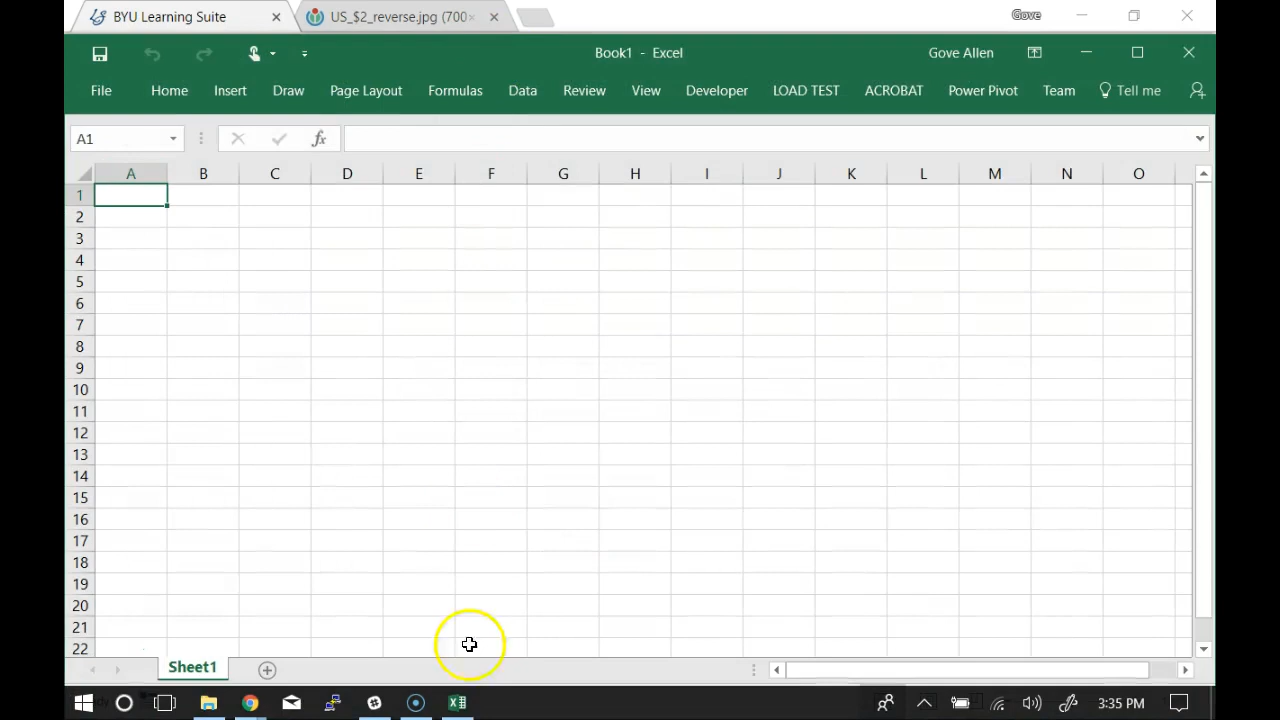 BYU Learning Suite
US_$2_reverse.jpg (700×
Gove
Book1 - Excel
Gove Allen
File Home Insert Draw Page Layout Formulas Data Review View Developer LOAD TEST ACROBAT Power Pivot Team Tell me
A1 fx
A B C D E F G H I J K L M N O
1
2
3
4
5
6
7
8
9
10
11
12
13
14
15
16
17
18
19
20
21
22
Sheet1
3:35 PM